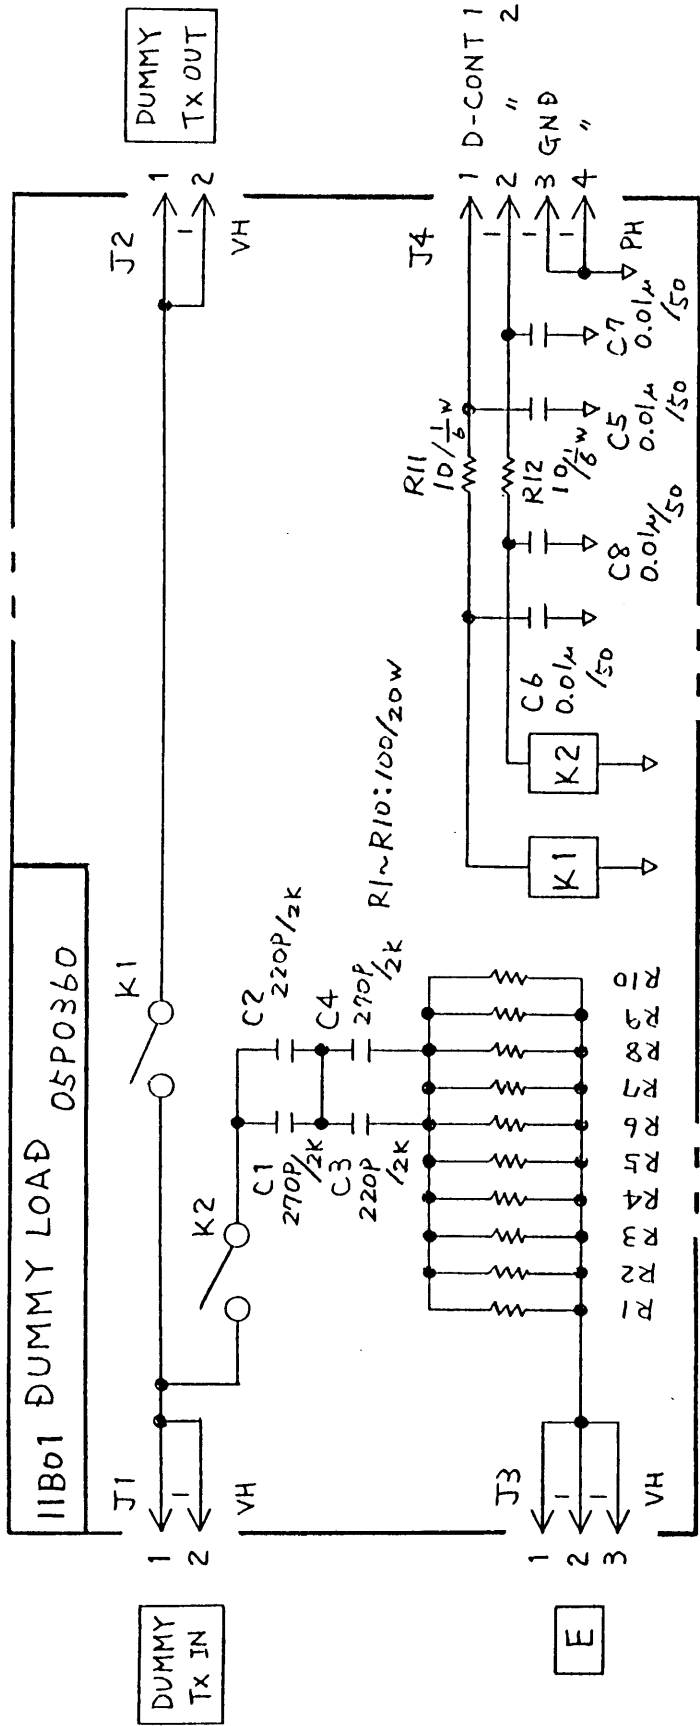 11B01 DUMMY LOAD
05P0360
DUMMY
TX IN
1
2
J1
VH
K1
K2
J2
1
2
VH
DUMMY
TX OUT
C1
270P/2K
C2
220P/2K
C3
220P
/2K
C4
270P
/2K
R1~R10:100/20W
R1
R2
R3
R4
R5
R6
R7
R8
R9
R10
E
1
2
3
J3
VH
K1
K2
C6
0.01μ
/50
C8
0.01μ/50
R11
10/1/6W
R12
10/1/6W
C5
0.01μ
/50
C7
0.01μ
/50
J4
PH
1 D-CONT 1
2 〃 2
3 GND
4 〃